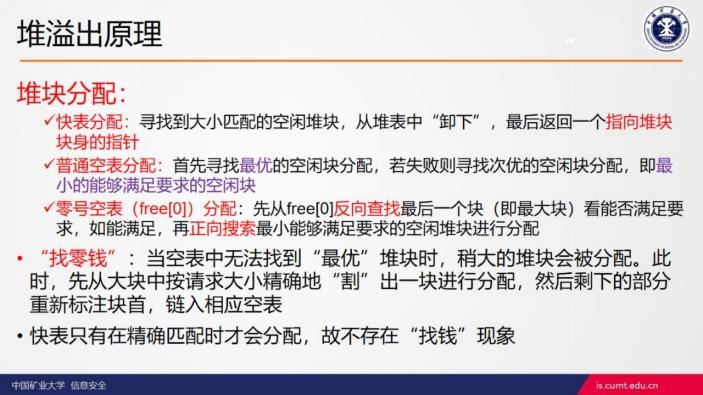 堆溢出原理
堆块分配：
✓快表分配：寻找到大小匹配的空闲堆块，从堆表中“卸下”，最后返回一个指向堆块
块身的指针
✓普通空表分配：首先寻找最优的空闲块分配，若失败则寻找次优的空闲块分配，即最
小的能够满足要求的空闲块
✓零号空表（free[0]）分配：先从free[0]反向查找最后一个块（即最大块）看能否满足要
求，如能满足，再正向搜索最小能够满足要求的空闲堆块进行分配
• “找零钱”：当空表中无法找到“最优”堆块时，稍大的堆块会被分配。此
时，先从大块中按请求大小精确地“割”出一块进行分配，然后剩下的部分
重新标注块首，链入相应空表
• 快表只有在精确匹配时才会分配，故不存在“找钱”现象
中国矿业大学 信息安全
is.cumt.edu.cn